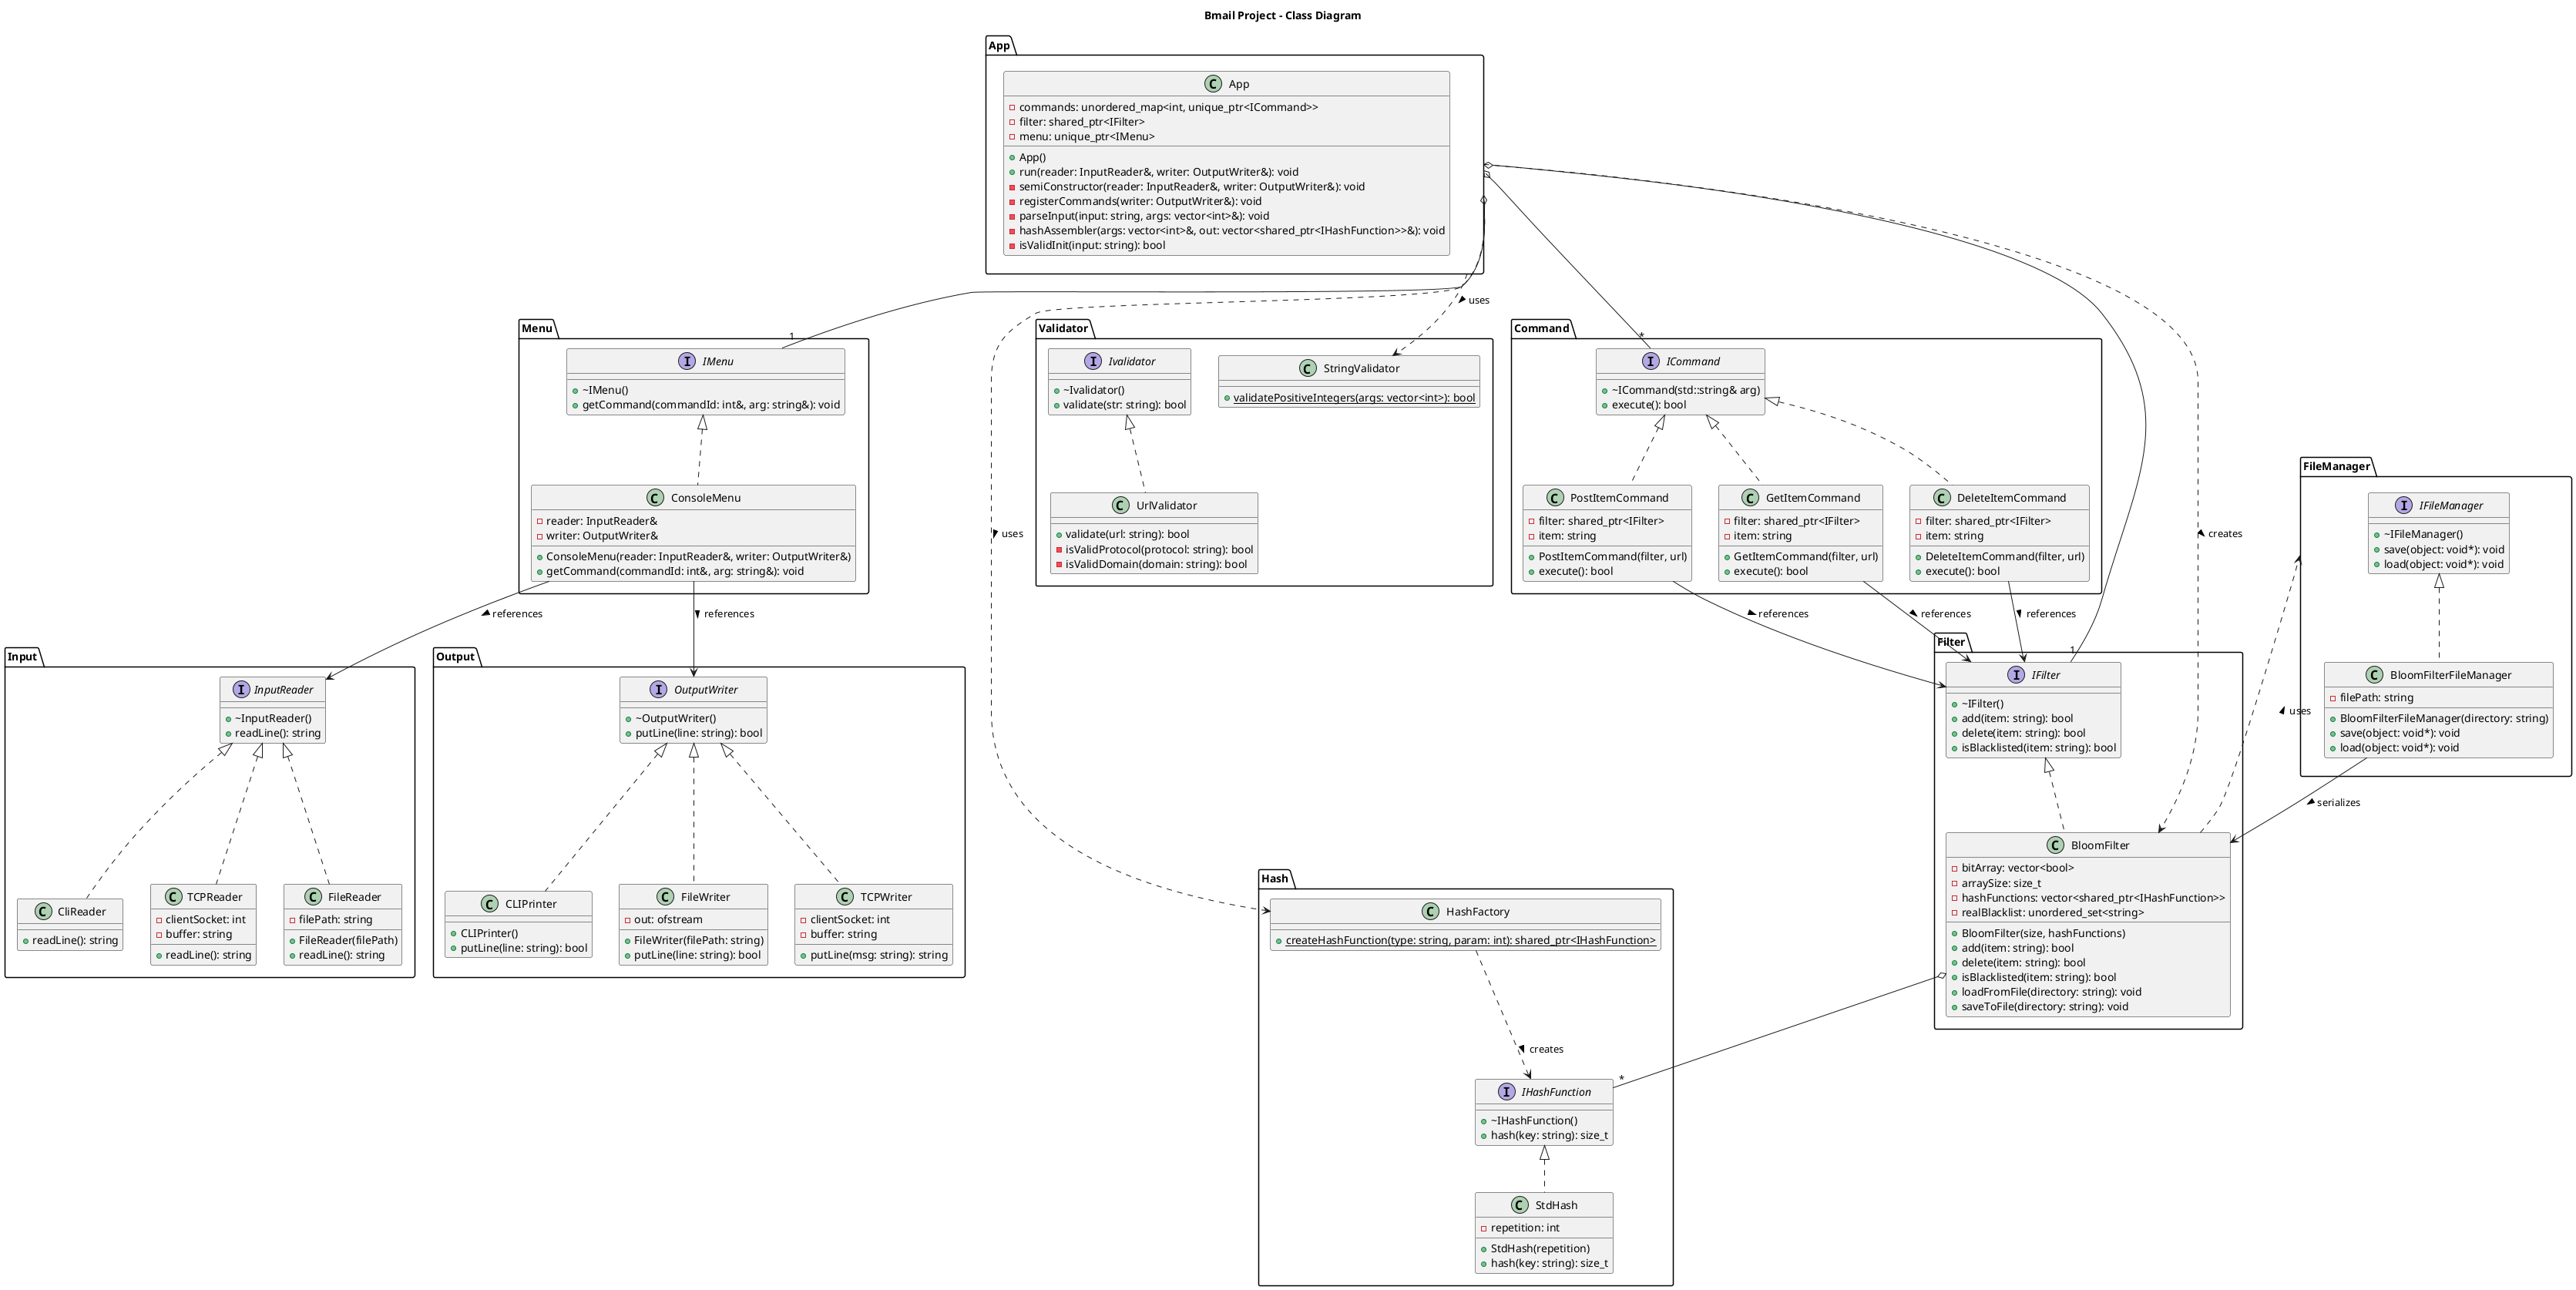 Bmail Project - Class Diagram
App
C App
commands: unordered_map<int, unique_ptr<ICommand>>
filter: shared_ptr<IFilter>
menu: unique_ptr<IMenu>
App()
run(reader: InputReader&, writer: OutputWriter&): void
semiConstructor(reader: InputReader&, writer: OutputWriter&): void
registerCommands(writer: OutputWriter&): void
parseInput(input: string, args: vector<int>&): void
hashAssembler(args: vector<int>&, out: vector<shared_ptr<IHashFunction>>&): void
isValidInit(input: string): bool
uses
Menu
1
I IMenu
~IMenu()
getCommand(commandId: int&, arg: string&): void
C ConsoleMenu
reader: InputReader&
writer: OutputWriter&
ConsoleMenu(reader: InputReader&, writer: OutputWriter&)
getCommand(commandId: int&, arg: string&): void
Validator
I Ivalidator
~Ivalidator()
validate(str: string): bool
C StringValidator
validatePositiveIntegers(args: vector<int>): bool
C UrlValidator
validate(url: string): bool
isValidProtocol(protocol: string): bool
isValidDomain(domain: string): bool
uses
Command
*
I ICommand
~ICommand(std::string& arg)
execute(): bool
C PostItemCommand
filter: shared_ptr<IFilter>
item: string
PostItemCommand(filter, url)
execute(): bool
C GetItemCommand
filter: shared_ptr<IFilter>
item: string
GetItemCommand(filter, url)
execute(): bool
C DeleteItemCommand
filter: shared_ptr<IFilter>
item: string
DeleteItemCommand(filter, url)
execute(): bool
creates
FileManager
I IFileManager
~IFileManager()
save(object: void*): void
load(object: void*): void
C BloomFilterFileManager
filePath: string
BloomFilterFileManager(directory: string)
save(object: void*): void
load(object: void*): void
references
references
references
references
references
uses
serializes
Input
I InputReader
~InputReader()
readLine(): string
C CliReader
readLine(): string
C TCPReader
clientSocket: int
buffer: string
readLine(): string
C FileReader
filePath: string
FileReader(filePath)
readLine(): string
Output
I OutputWriter
~OutputWriter()
putLine(line: string): bool
C CLIPrinter
CLIPrinter()
putLine(line: string): bool
C FileWriter
out: ofstream
FileWriter(filePath: string)
putLine(line: string): bool
C TCPWriter
clientSocket: int
buffer: string
putLine(msg: string): string
Filter
1
I IFilter
~IFilter()
add(item: string): bool
delete(item: string): bool
isBlacklisted(item: string): bool
C BloomFilter
bitArray: vector<bool>
arraySize: size_t
hashFunctions: vector<shared_ptr<IHashFunction>>
realBlacklist: unordered_set<string>
BloomFilter(size, hashFunctions)
add(item: string): bool
delete(item: string): bool
isBlacklisted(item: string): bool
loadFromFile(directory: string): void
saveToFile(directory: string): void
Hash
C HashFactory
createHashFunction(type: string, param: int): shared_ptr<IHashFunction>
creates
*
I IHashFunction
~IHashFunction()
hash(key: string): size_t
C StdHash
repetition: int
StdHash(repetition)
hash(key: string): size_t